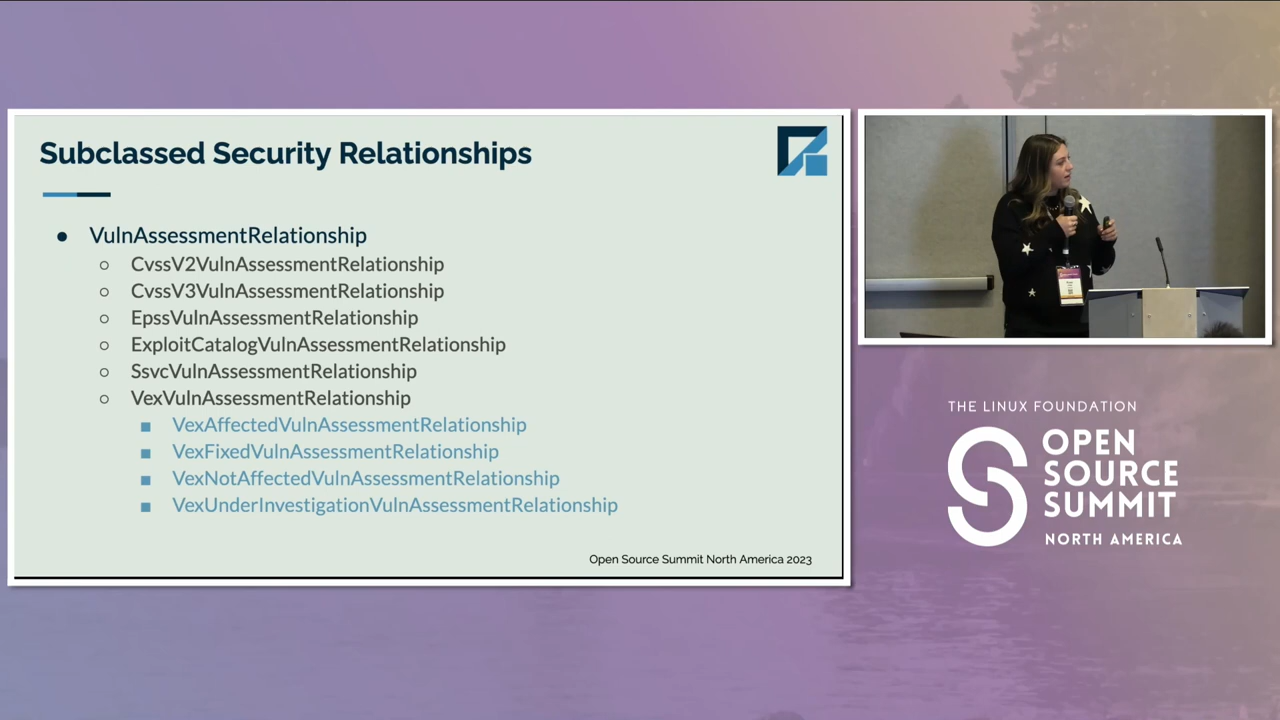 Subclassed Security Relationships
VulnAssessmentRelationship
CvssV2VulnAssessmentRelationship
CvssV3VulnAssessmentRelationship
EpssVulnAssessmentRelationship
ExploitCatalogVulnAssessmentRelationship
SsvcVulnAssessmentRelationship
VexVulnAssessmentRelationship
VexAffectedVulnAssessmentRelationship
VexFixedVulnAssessmentRelationship
VexNotAffectedVulnAssessmentRelationship
VexUnderInvestigationVulnAssessmentRelationship
Open Source Summit North America 2023
THE LINUX FOUNDATION
OPEN
SOURCE
SUMMIT
NORTH AMERICA